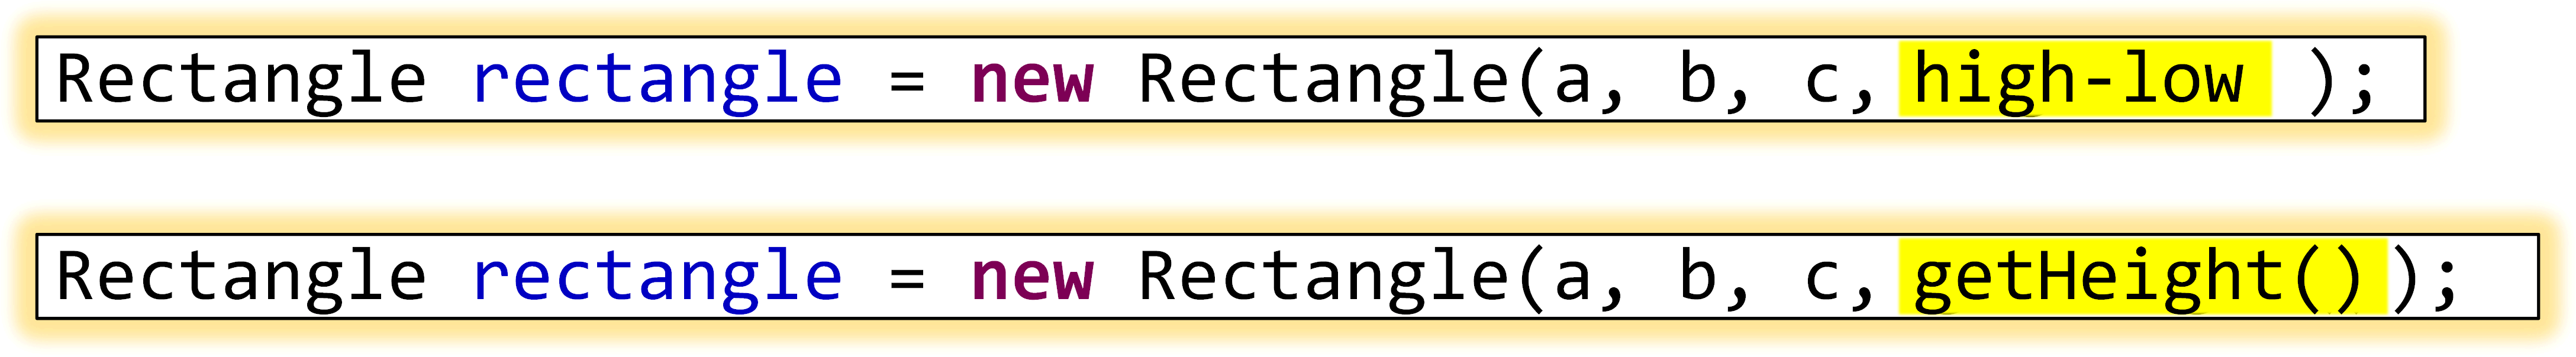 Rectangle rectangle = new Rectangle(a, b, c, high-low );
Rectangle rectangle = new Rectangle(a, b, c, getHeight());